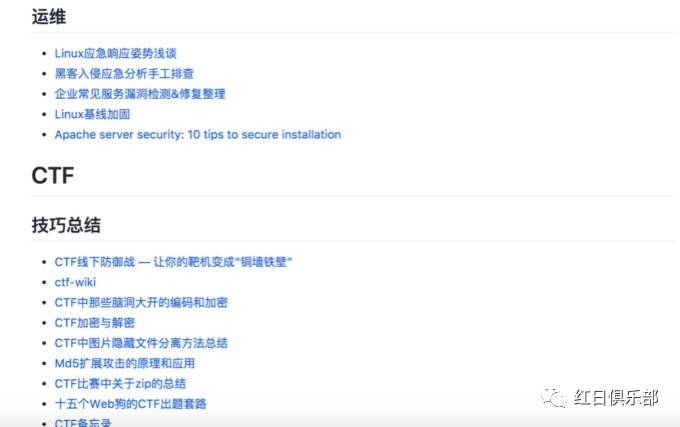 运维
Linux应急响应姿势浅谈
黑客入侵应急分析手工排查
企业常见服务漏洞检测&修复整理
Linux基线加固
Apache server security: 10 tips to secure installation
CTF
技巧总结
CTF线下防御战 — 让你的靶机变成“铜墙铁壁”
ctf-wiki
CTF中那些脑洞大开的编码和加密
CTF加密与解密
CTF中图片隐藏文件分离方法总结
Md5扩展攻击的原理和应用
CTF比赛中关于zip的总结
十五个Web狗的CTF出题套路
CTF备忘录
红日俱乐部